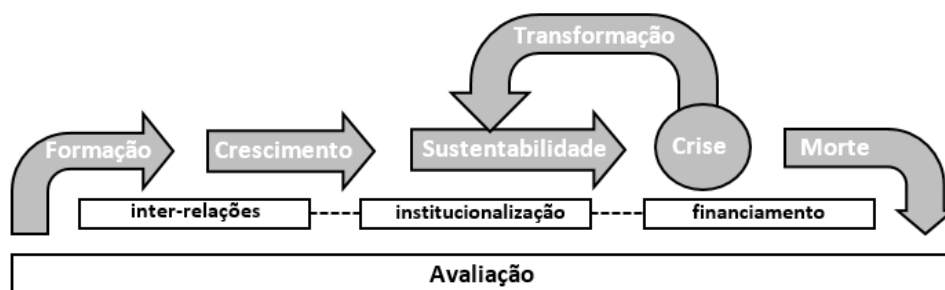 Transformação
Formação
Crescimento
Sustentabilidade
Crise
Morte
inter-relações
institucionalização
financiamento
Avaliação